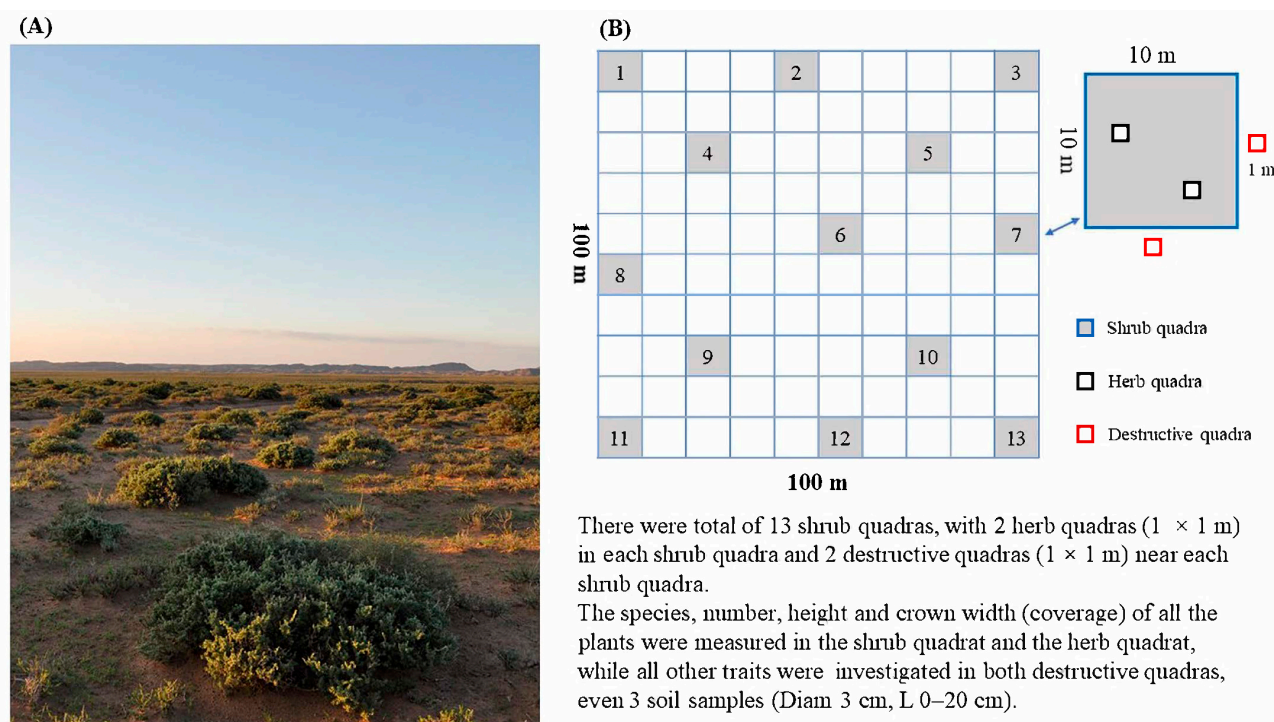 (A)
(B)
1
2
3
4
5
6
7
8
9
10
11
12
13
100 m
100 m
10 m
10 m
1 m
Shrub quadra
Herb quadra
Destructive quadra
There were total of 13 shrub quadras, with 2 herb quadras (1 × 1 m)
in each shrub quadra and 2 destructive quadras (1 × 1 m) near each
shrub quadra.
The species, number, height and crown width (coverage) of all the
plants were measured in the shrub quadrat and the herb quadrat,
while all other traits were investigated in both destructive quadras,
even 3 soil samples (Diam 3 cm, L 0–20 cm).